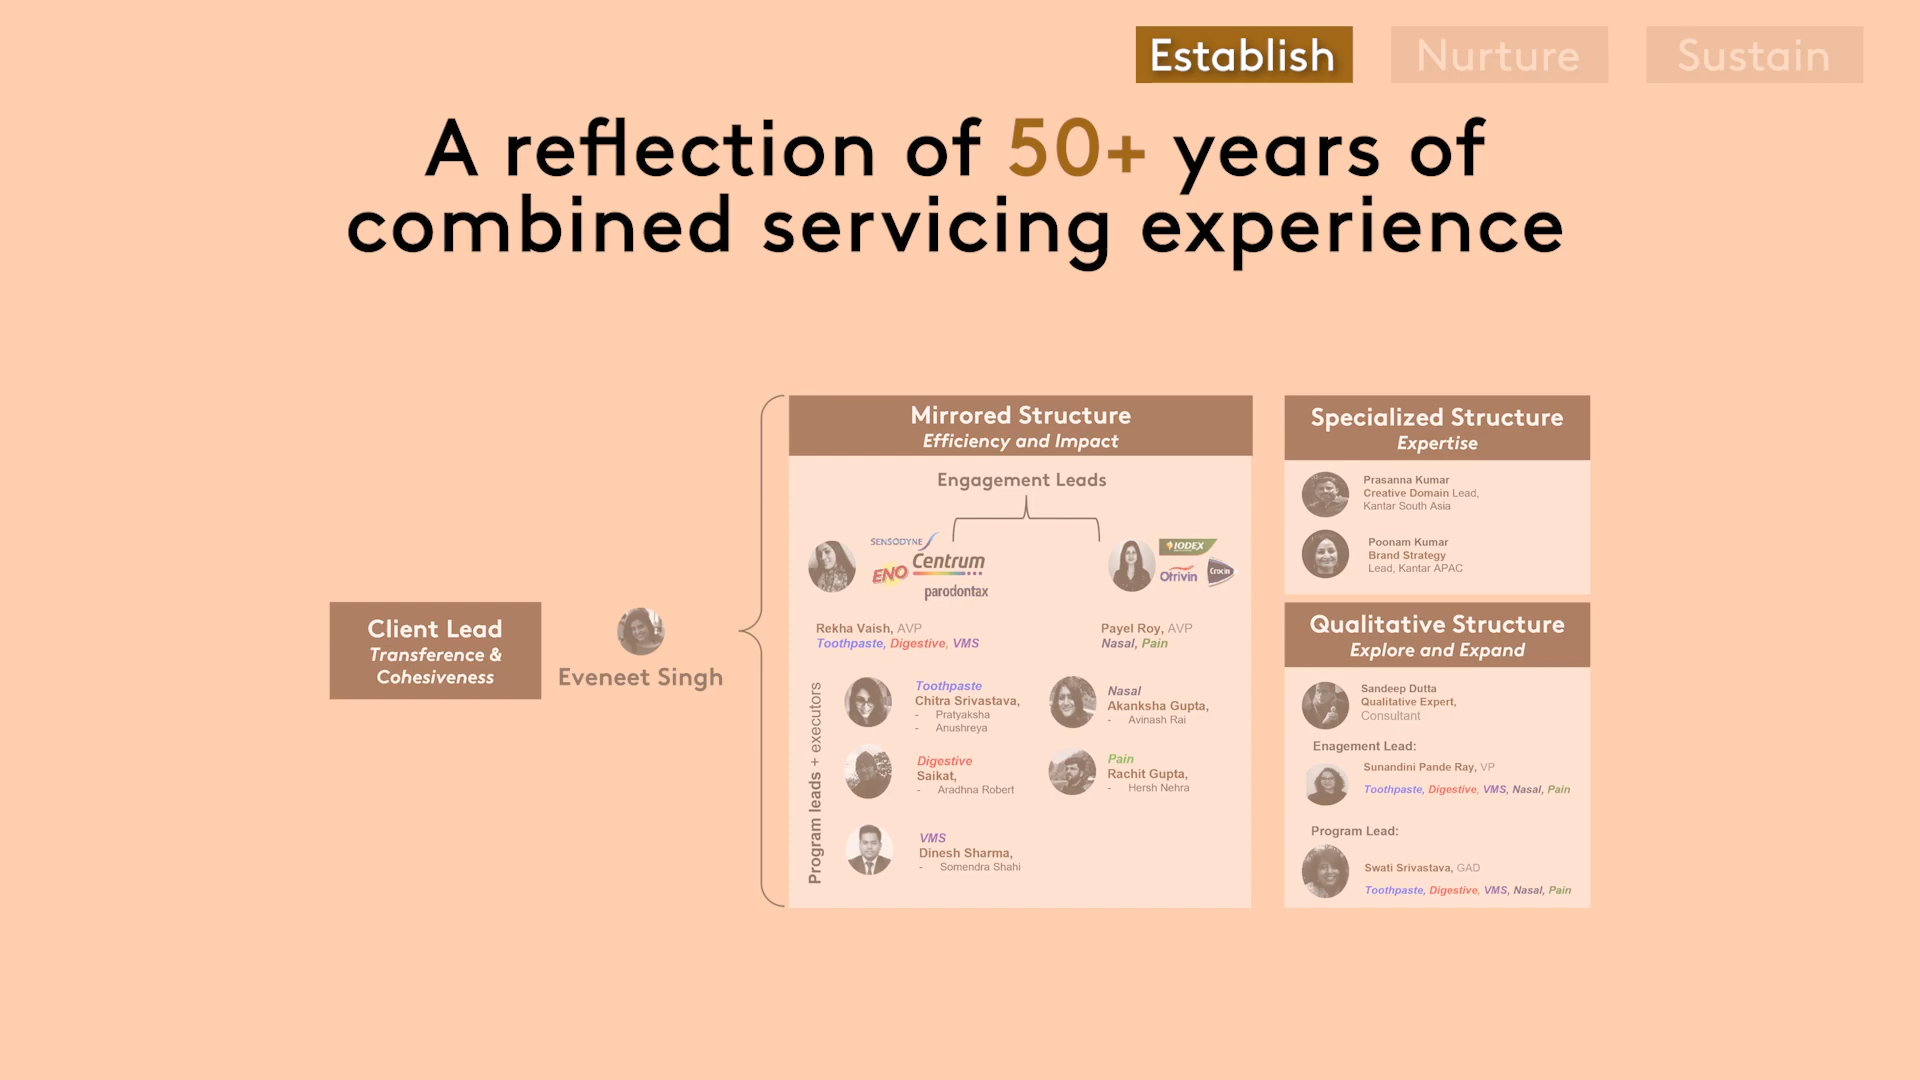 Establish
Nurture
Sustain
A reflection of 50+ years of
combined servicing experience
Client Lead
Transference &
Cohesiveness
Eveneet Singh
Mirrored Structure
Efficiency and Impact
Engagement Leads
SENSODYNE
Centrum
ENO
parodontax
IODEX
Otrivin
Crocin
Rekha Vaish, AVP
Toothpaste, Digestive, VMS
Payel Roy, AVP
Nasal, Pain
Program leads + executors
Toothpaste
Chitra Srivastava,
- Pratyaksha
- Anushreya
Nasal
Akanksha Gupta,
- Avinash Rai
Digestive
Saikat,
- Aradhna Robert
Pain
Rachit Gupta,
- Hersh Nehra
VMS
Dinesh Sharma,
- Somendra Shahi
Specialized Structure
Expertise
Prasanna Kumar
Creative Domain Lead,
Kantar South Asia
Poonam Kumar
Brand Strategy
Lead, Kantar APAC
Qualitative Structure
Explore and Expand
Sandeep Dutta
Qualitative Expert,
Consultant
Enagement Lead:
Sunandini Pande Ray, VP
Toothpaste, Digestive, VMS, Nasal, Pain
Program Lead:
Swati Srivastava, GAD
Toothpaste, Digestive, VMS, Nasal, Pain